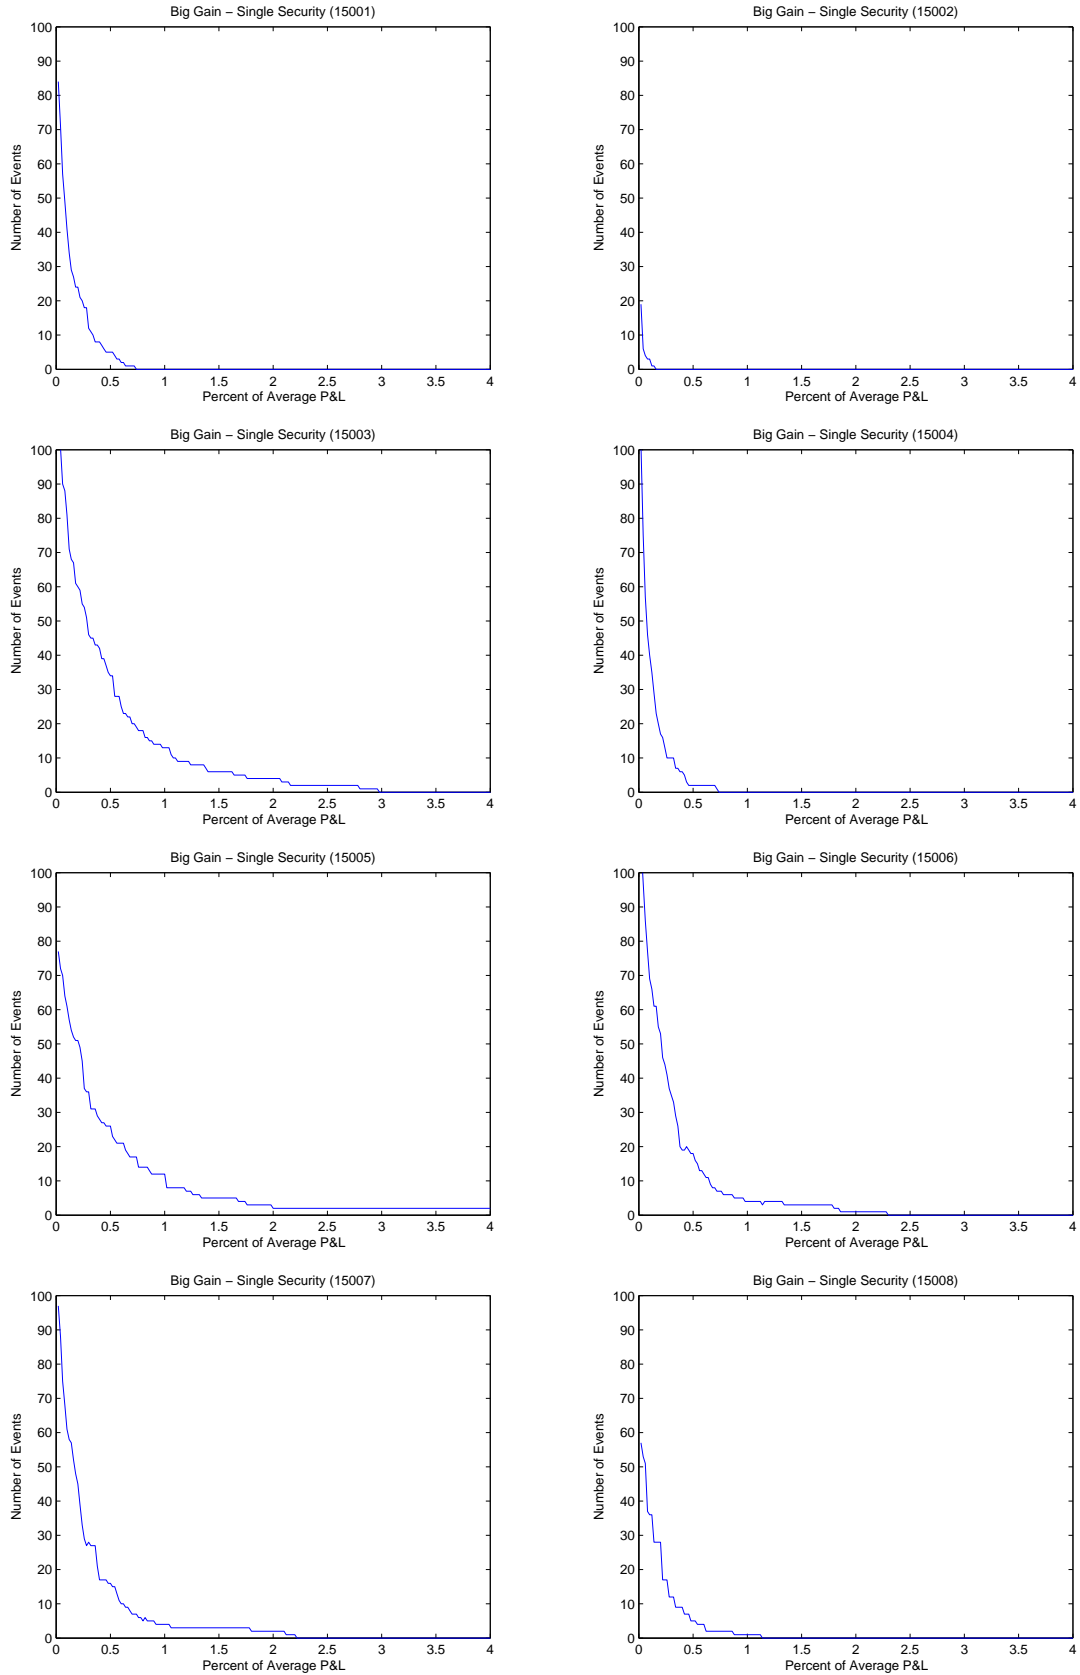 Big Gain − Single Security (15001)
100
90
80
70
60
50
40
30
20
10
0
Number of Events
0 0.5 1 1.5 2 2.5 3 3.5 4
Percent of Average P&L
Big Gain − Single Security (15002)
100
90
80
70
60
50
40
30
20
10
0
Number of Events
0 0.5 1 1.5 2 2.5 3 3.5 4
Percent of Average P&L
Big Gain − Single Security (15003)
100
90
80
70
60
50
40
30
20
10
0
Number of Events
0 0.5 1 1.5 2 2.5 3 3.5 4
Percent of Average P&L
Big Gain − Single Security (15004)
100
90
80
70
60
50
40
30
20
10
0
Number of Events
0 0.5 1 1.5 2 2.5 3 3.5 4
Percent of Average P&L
Big Gain − Single Security (15005)
100
90
80
70
60
50
40
30
20
10
0
Number of Events
0 0.5 1 1.5 2 2.5 3 3.5 4
Percent of Average P&L
Big Gain − Single Security (15006)
100
90
80
70
60
50
40
30
20
10
0
Number of Events
0 0.5 1 1.5 2 2.5 3 3.5 4
Percent of Average P&L
Big Gain − Single Security (15007)
100
90
80
70
60
50
40
30
20
10
0
Number of Events
0 0.5 1 1.5 2 2.5 3 3.5 4
Percent of Average P&L
Big Gain − Single Security (15008)
100
90
80
70
60
50
40
30
20
10
0
Number of Events
0 0.5 1 1.5 2 2.5 3 3.5 4
Percent of Average P&L